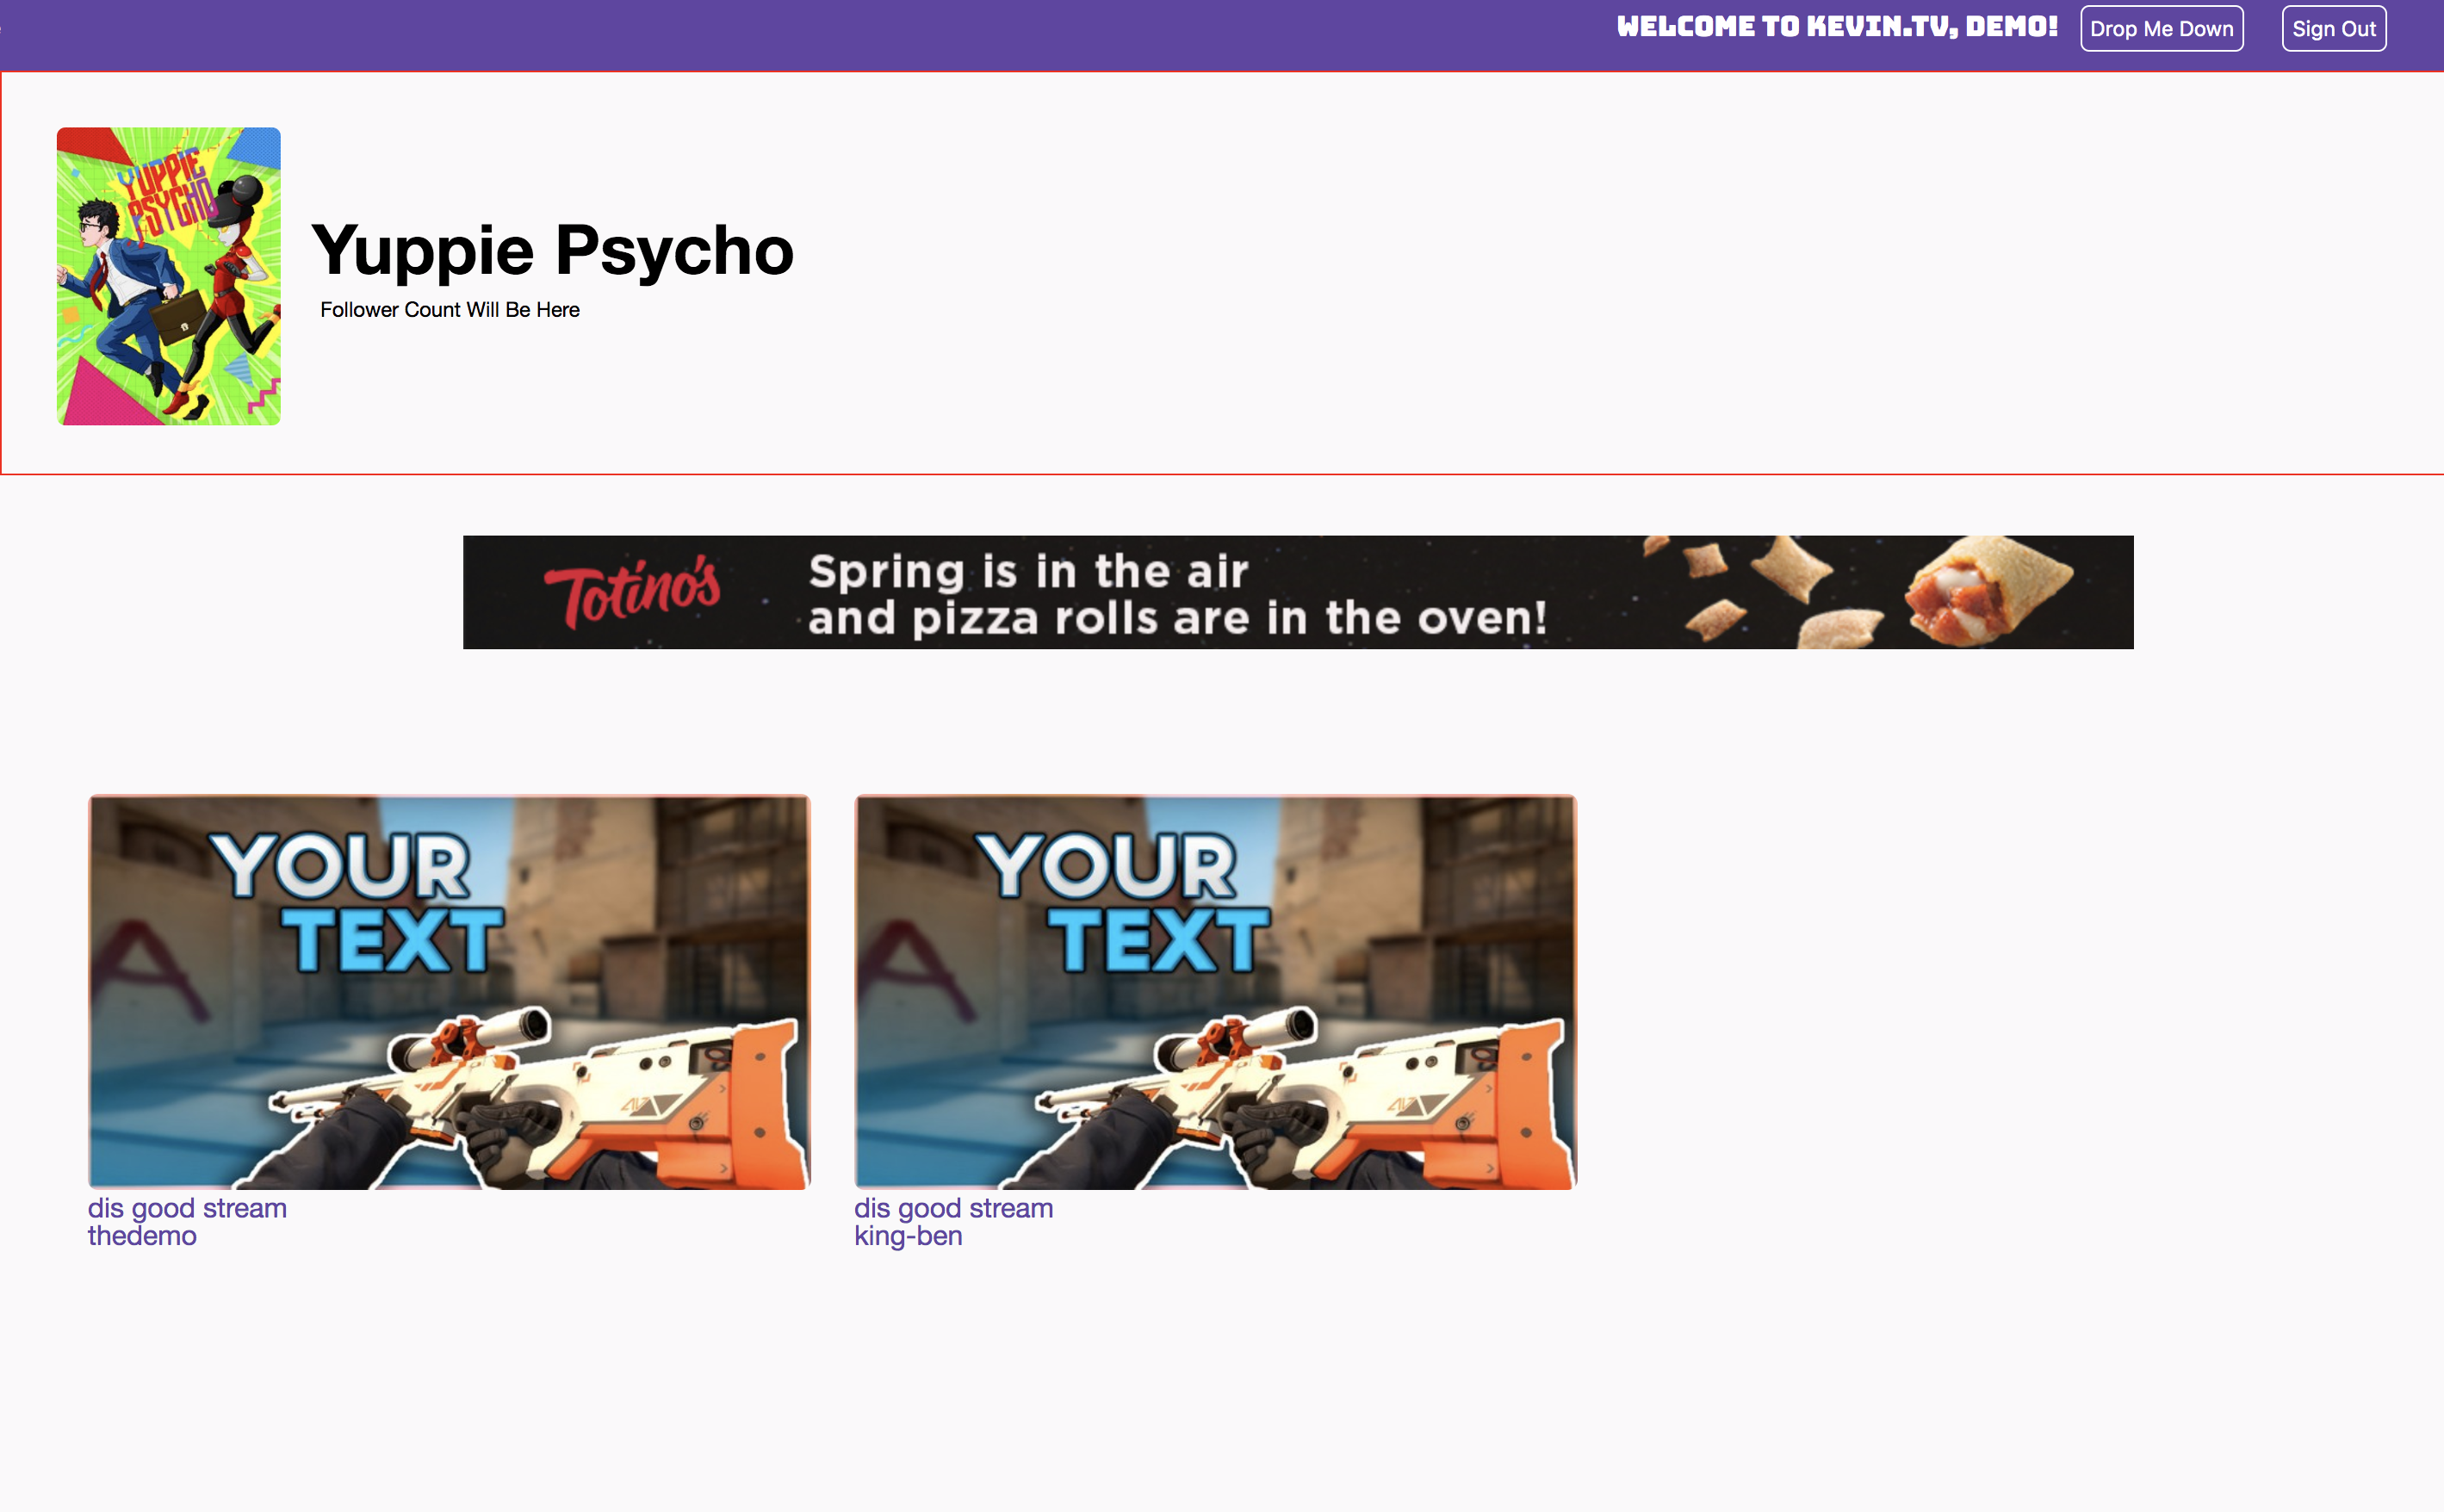 WELCOME TO KEVIN.TV, DEMO!
Drop Me Down
Sign Out
YUPPIE
PSYCHO
Yuppie Psycho
Follower Count Will Be Here
Totino's
Spring is in the air
and pizza rolls are in the oven!
YOUR
TEXT
A
YOUR
TEXT
A
dis good stream
thedemo
dis good stream
king-ben